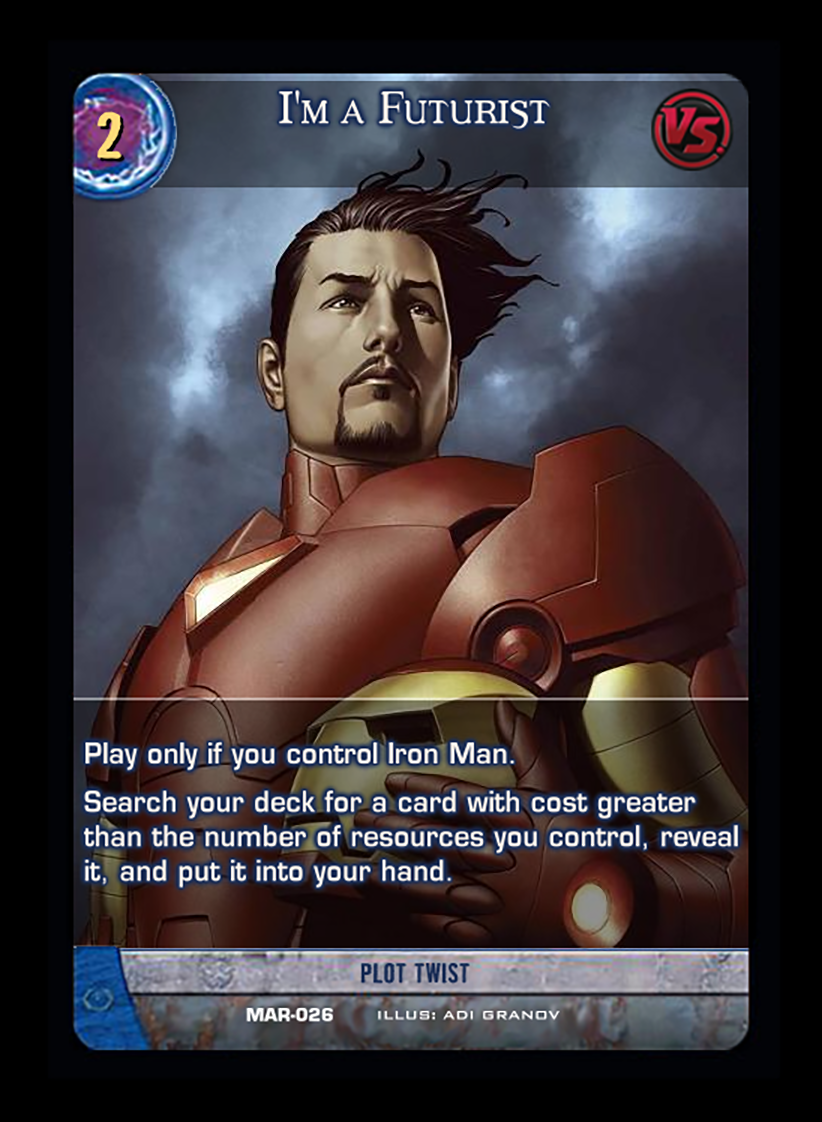 2
I'm a Futurist
VS.
Play only if you control Iron Man.
Search your deck for a card with cost greater
than the number of resources you control, reveal
it, and put it into your hand.
PLOT TWIST
MAR-026 ILLUS: ADI GRANOV